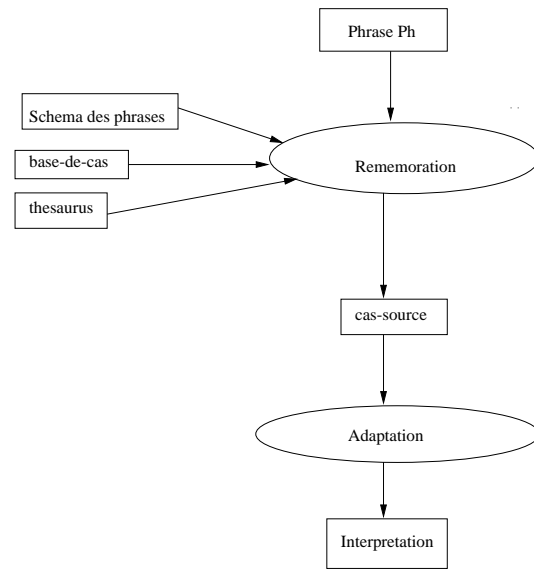 Phrase Ph
Schema des phrases
base-de-cas
Rememoration
thesaurus
cas-source
Adaptation
Interpretation